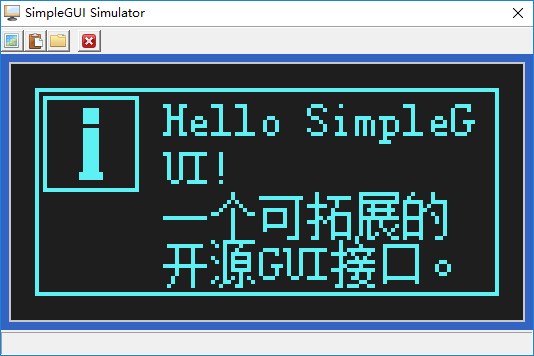 SimpleGUI Simulator
i
Hello SimpleG
UI!
一个可拓展的
开源GUI接口。